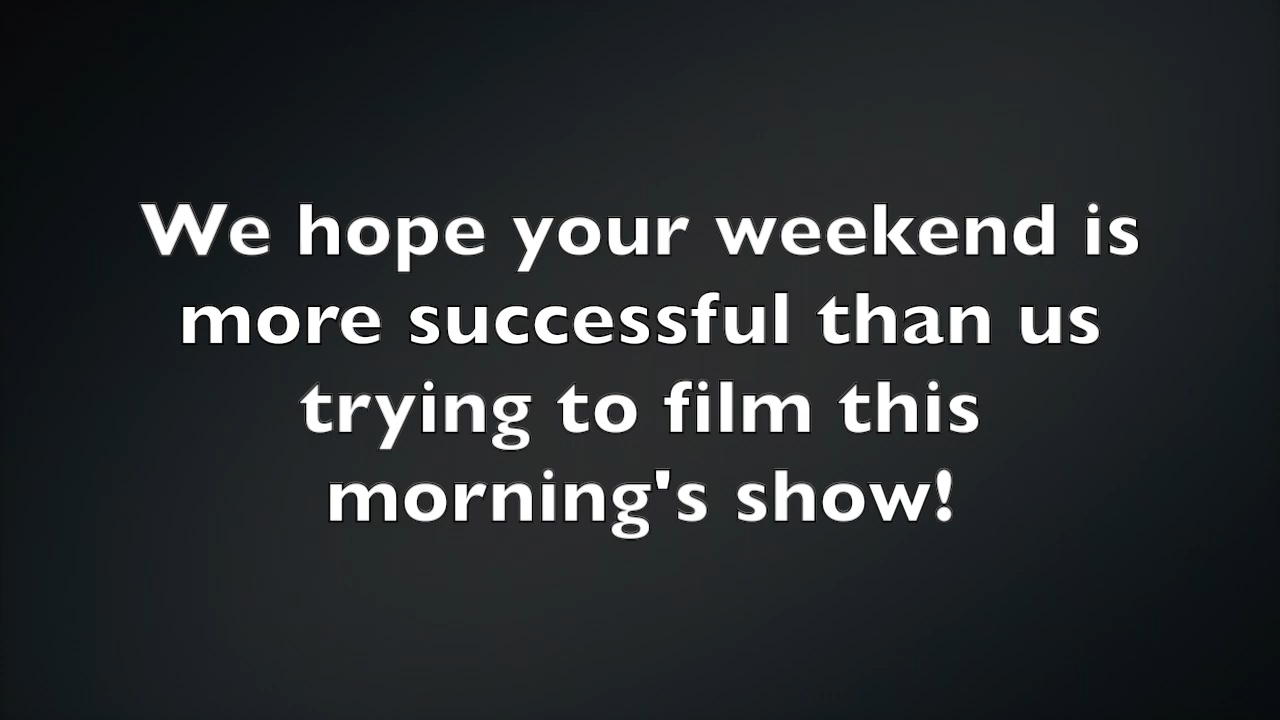 We hope your weekend is
more successful than us
trying to film this
morning's show!